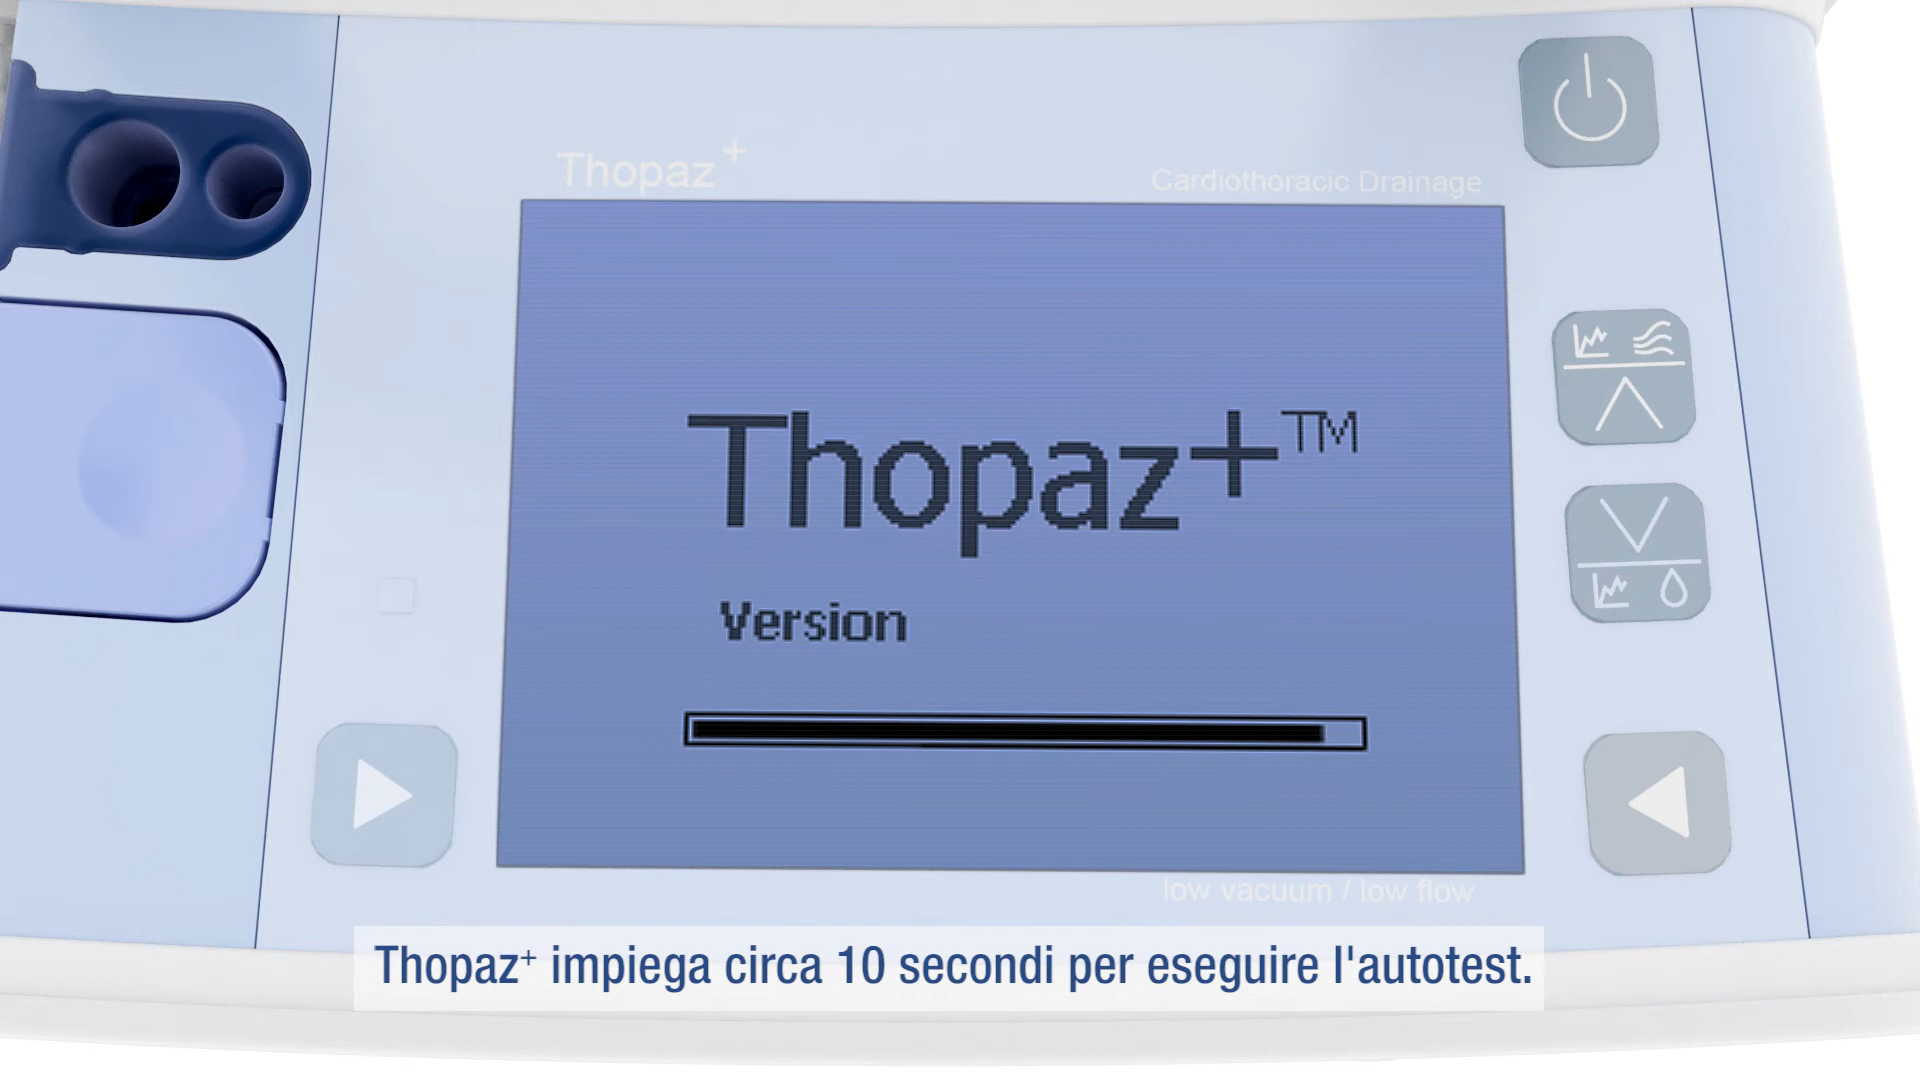 Thopaz+
Cardiothoracic Drainage
Thopaz+™
Version
low vacuum / low flow
Thopaz+ impiega circa 10 secondi per eseguire l'autotest.